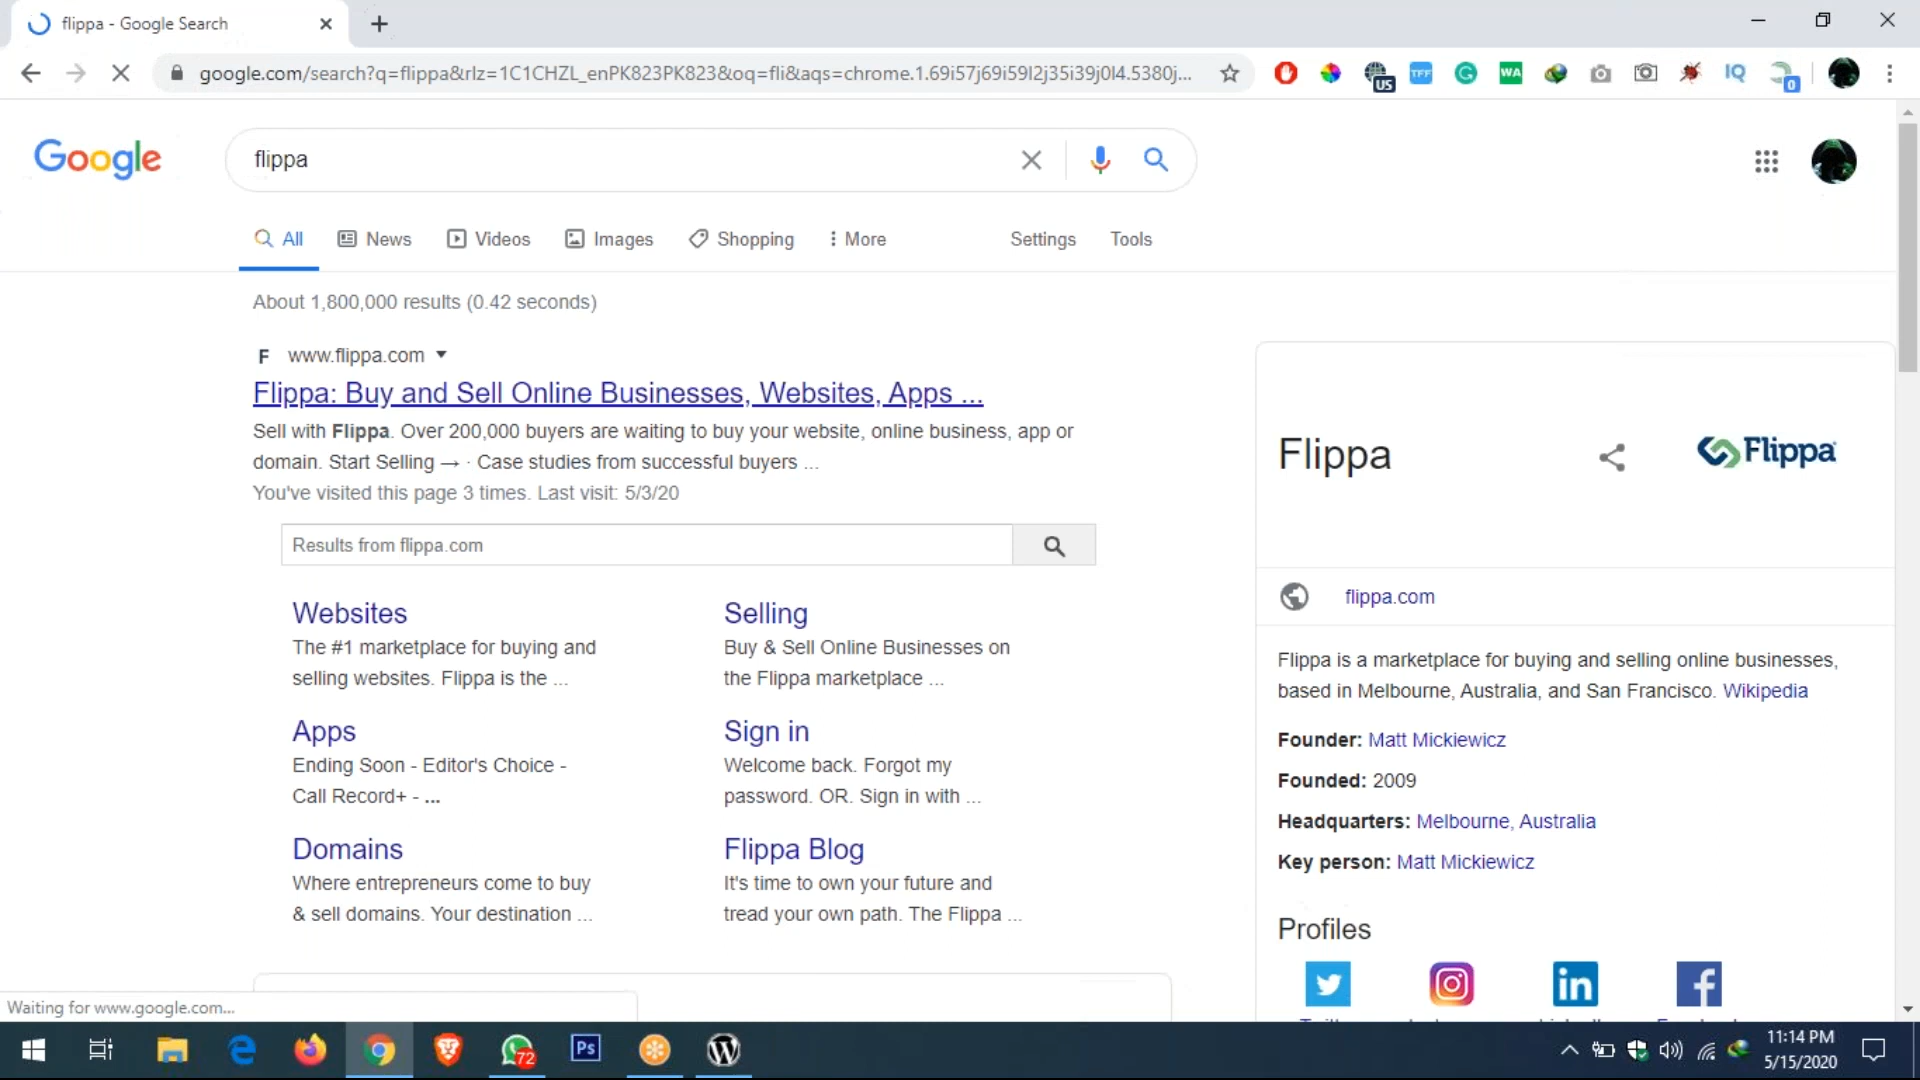 flippa - Google Search
google.com/search?q=flippa&rlz=1C1CHZL_enPK823PK823&oq=fli&aqs=chrome.1.69i57j69i59l2j35i39j0l4.5380j...
US
TFF
WA
IQ
0
Google
flippa
All
News
Videos
Images
Shopping
More
Settings
Tools
About 1,800,000 results (0.42 seconds)
F www.flippa.com
Flippa: Buy and Sell Online Businesses, Websites, Apps ...
Sell with Flippa. Over 200,000 buyers are waiting to buy your website, online business, app or
domain. Start Selling → · Case studies from successful buyers ...
You've visited this page 3 times. Last visit: 5/3/20
Results from flippa.com
Websites
The #1 marketplace for buying and
selling websites. Flippa is the ...
Selling
Buy & Sell Online Businesses on
the Flippa marketplace ...
Apps
Ending Soon - Editor's Choice -
Call Record+ - ...
Sign in
Welcome back. Forgot my
password. OR. Sign in with ...
Domains
Where entrepreneurs come to buy
& sell domains. Your destination ...
Flippa Blog
It's time to own your future and
tread your own path. The Flippa ...
Flippa
Flippa
flippa.com
Flippa is a marketplace for buying and selling online businesses,
based in Melbourne, Australia, and San Francisco. Wikipedia
Founder: Matt Mickiewicz
Founded: 2009
Headquarters: Melbourne, Australia
Key person: Matt Mickiewicz
Profiles
Waiting for www.google.com...
72
Ps
11:14 PM
5/15/2020